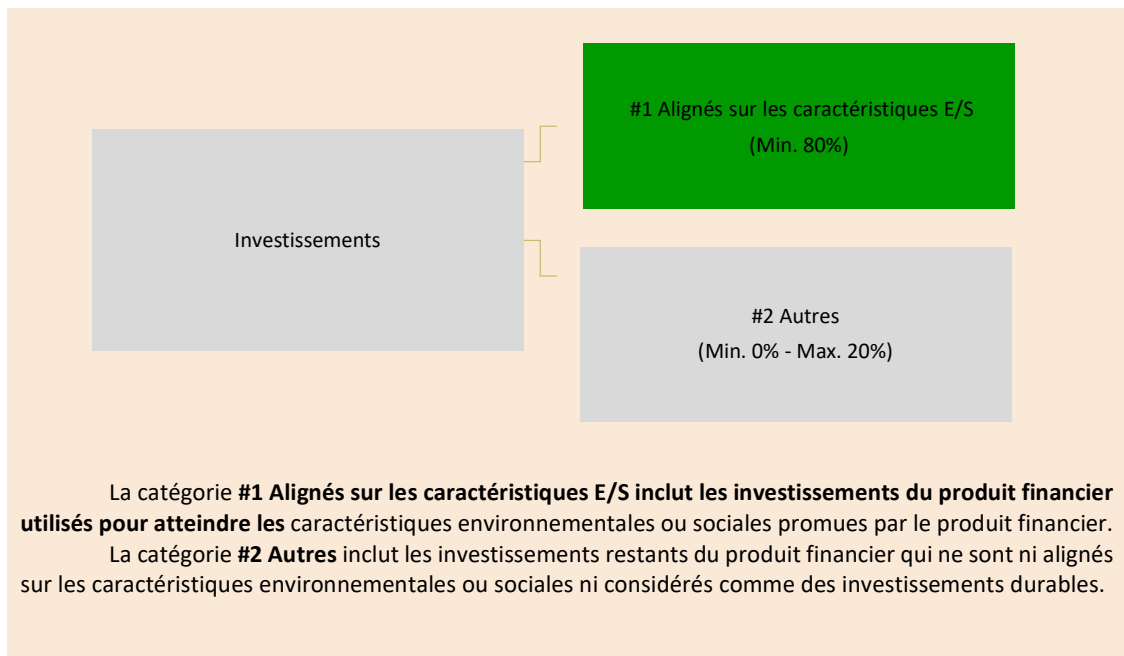 #1 Alignés sur les caractéristiques E/S
(Min. 80%)
Investissements
#2 Autres
(Min. 0% - Max. 20%)
La catégorie #1 Alignés sur les caractéristiques E/S inclut les investissements du produit financier
utilisés pour atteindre les caractéristiques environnementales ou sociales promues par le produit financier.
La catégorie #2 Autres inclut les investissements restants du produit financier qui ne sont ni alignés
sur les caractéristiques environnementales ou sociales ni considérés comme des investissements durables.